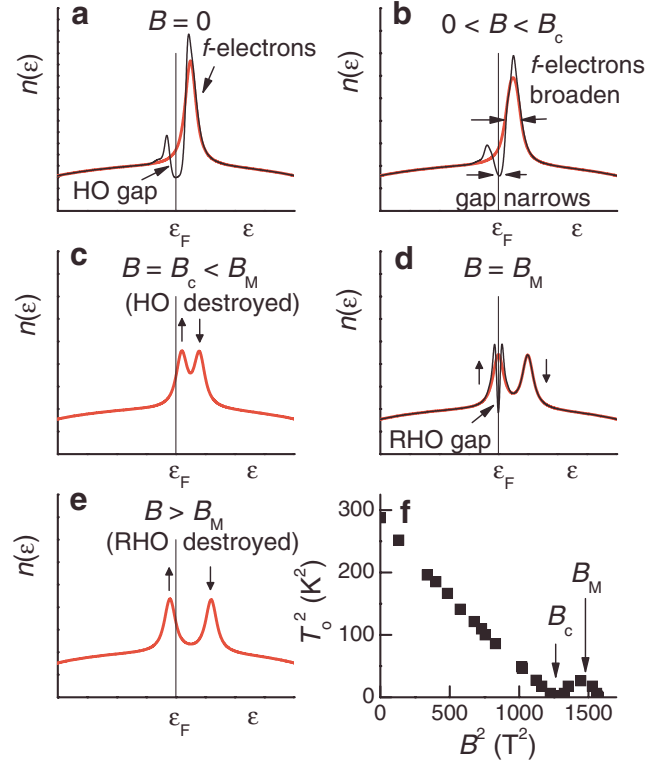 a
B = 0
f-electrons
HO gap
n(ε)
ε_F
ε
b
0 < B < B_c
f-electrons
broaden
gap narrows
n(ε)
ε_F
ε
c
B = B_c < B_M
(HO destroyed)
n(ε)
ε_F
ε
d
B = B_M
RHO gap
n(ε)
ε_F
ε
e
B > B_M
(RHO destroyed)
n(ε)
ε_F
ε
f
300
200
100
0
T_o^2 (K^2)
B_M
B_c
0
500
1000
1500
B^2 (T^2)